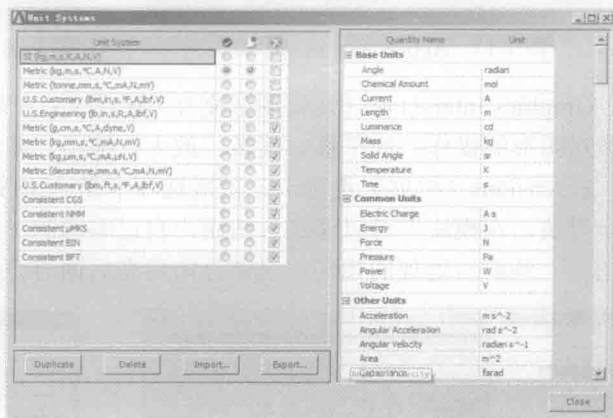 Unit Systems
Unit System
SI (kg,m,s,K,A,N,V)
Metric (kg,m,s,°C,A,N,V)
Metric (tonne,mm,s,°C,mA,N,mV)
U.S.Customary (lbm,in,s,°F,A,lbf,V)
U.S.Engineering (lb,in,s,R,A,lbf,V)
Metric (g,cm,s,°C,A,dyne,V)
Metric (kg,mm,s,°C,mA,N,mV)
Metric (kg,μm,s,°C,mA,μN,V)
Metric (decatonne,mm,s,°C,mA,N,mV)
U.S.Customary (lbm,ft,s,°F,A,lbf,V)
Consistent CGS
Consistent NMM
Consistent μMKS
Consistent BIN
Consistent BFT
Duplicate Delete Import... Export...
Quantity Name Unit
Base Units
Angle radian
Chemical Amount mol
Current A
Length m
Luminance cd
Mass kg
Solid Angle sr
Temperature K
Time s
Common Units
Electric Charge A s
Energy J
Force N
Pressure Pa
Power W
Voltage V
Other Units
Acceleration m s^-2
Angular Acceleration rad s^-2
Angular Velocity radian s^-1
Area m^2
Capacitance farad
Close